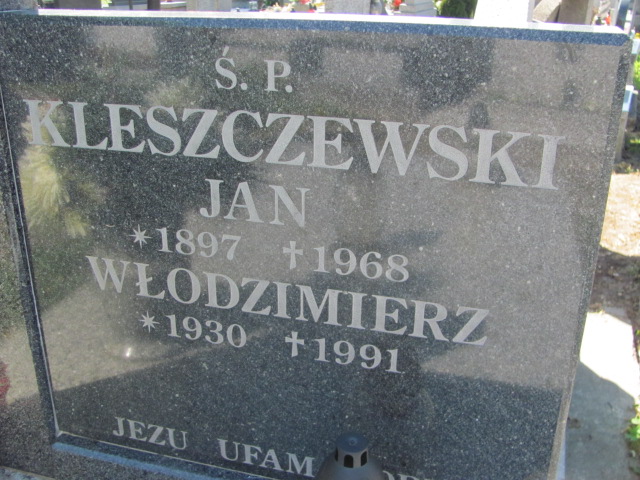 Ś. P.
KLESZCZEWSKI
JAN
*1897 †1968
WŁODZIMIERZ
*1930 †1991
JEZU UFAM